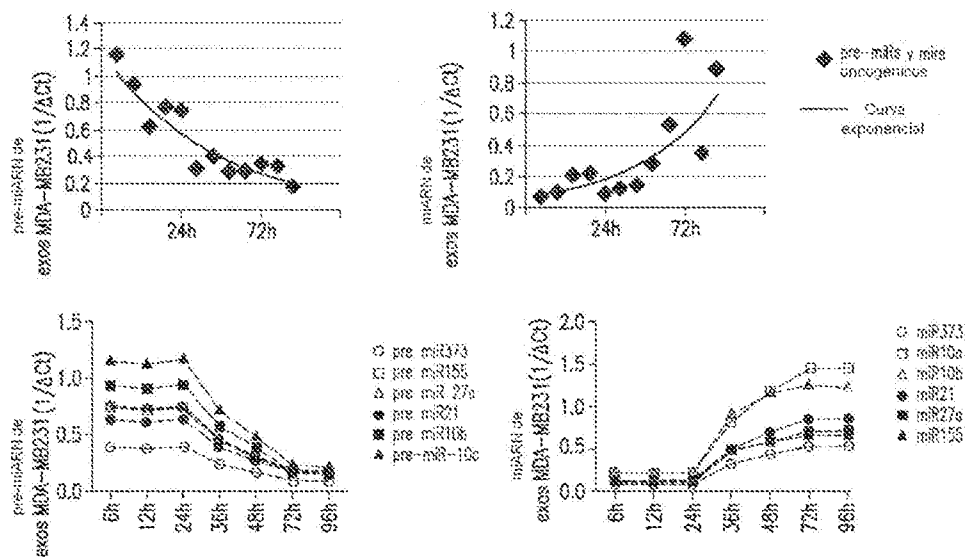 pre-miARN de
exos MDA-MB231 (1/ΔCt)
1.4
1.2
1
0.8
0.6
0.4
0.2
0
24h
72h
miARN de
exos MDA-MB231 (1/ΔCt)
1.2
1
0.8
0.6
0.4
0.2
0
24h
72h
pre-miRs y miRs
oncogénicos
Curva
exponencial
pre-miARN de
exos MDA-MB231 (1/ΔCt)
1.5
1.0
0.5
0.0
6h
12h
24h
36h
48h
72h
96h
pre miR373
pre miR155
pre miR 27a
pre miR21
pre miR10b
pre-miR-10a
miARN de
exos MDA-MB231 (1/ΔCt)
2.0
1.5
1.0
0.5
0.0
6h
12h
24h
36h
48h
72h
96h
miR373
miR10a
miR10b
miR21
miR27a
miR155